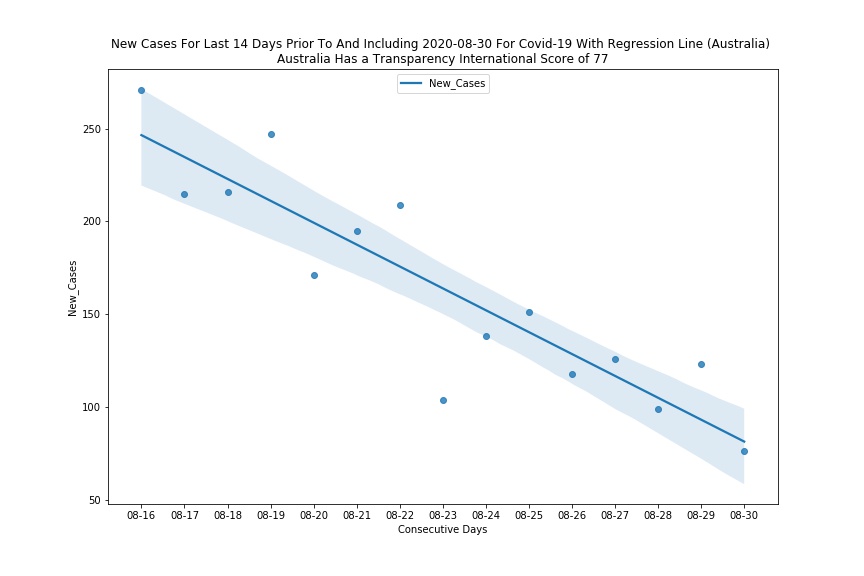 New Cases For Last 14 Days Prior To And Including 2020-08-30 For Covid-19 With Regression Line (Australia)
Australia Has a Transparency International Score of 77
New_Cases
New_Cases
250
200
150
100
50
08-16 08-17 08-18 08-19 08-20 08-21 08-22 08-23 08-24 08-25 08-26 08-27 08-28 08-29 08-30
Consecutive Days